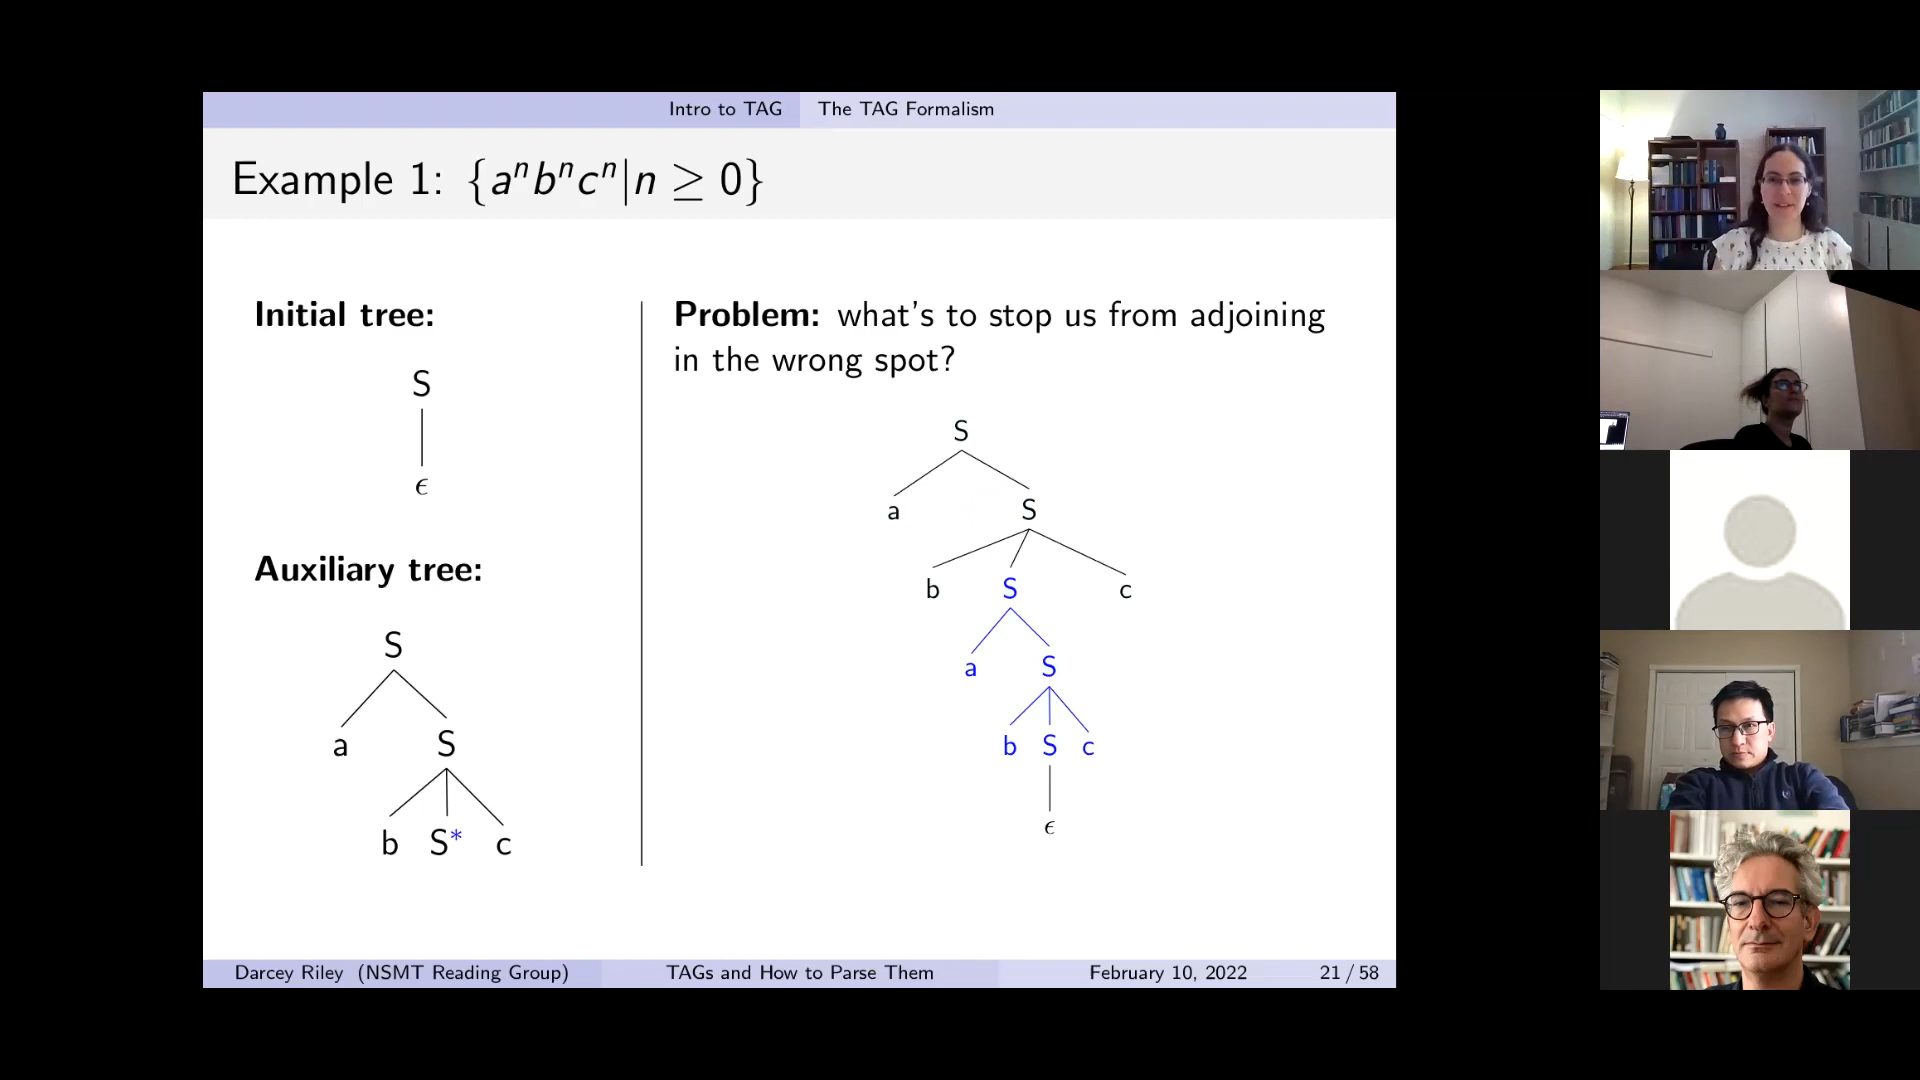 Intro to TAG The TAG Formalism
Example 1: {aⁿbⁿcⁿ|n ≥ 0}
Initial tree:
S
ϵ
Auxiliary tree:
S
a S
b S* c
Problem: what's to stop us from adjoining
in the wrong spot?
S
a S
b S c
a S
b S c
ϵ
Darcey Riley (NSMT Reading Group) TAGs and How to Parse Them February 10, 2022 21 / 58